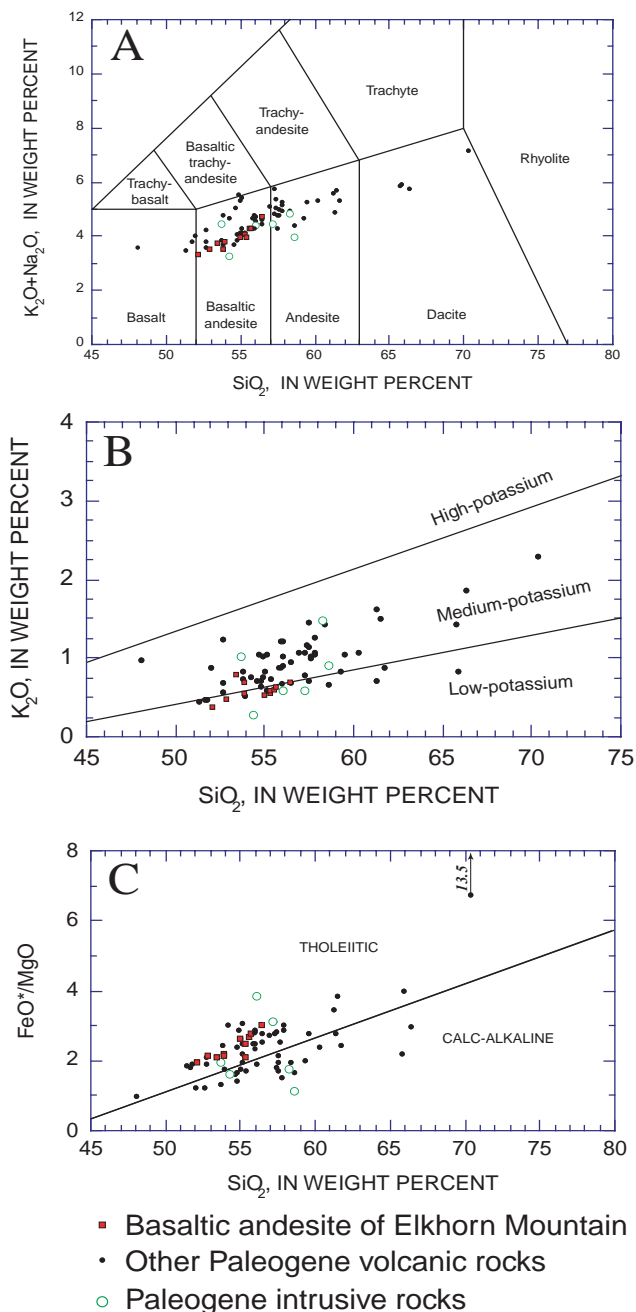 A
12
10
8
6
4
2
0
K₂O+Na₂O, IN WEIGHT PERCENT
Trachyte
Trachy-
andesite
Basaltic
trachy-
andesite
Trachy-
basalt
Rhyolite
Basalt
Basaltic
andesite
Andesite
Dacite
45 50 55 60 65 70 75 80
SiO₂, IN WEIGHT PERCENT
B
4
3
2
1
0
K₂O, IN WEIGHT PERCENT
High-potassium
Medium-potassium
Low-potassium
45 50 55 60 65 70 75
SiO₂, IN WEIGHT PERCENT
C
8
6
4
2
0
FeO*/MgO
13.5
THOLEIITIC
CALC-ALKALINE
45 50 55 60 65 70 75 80
SiO₂, IN WEIGHT PERCENT
Basaltic andesite of Elkhorn Mountain
Other Paleogene volcanic rocks
Paleogene intrusive rocks